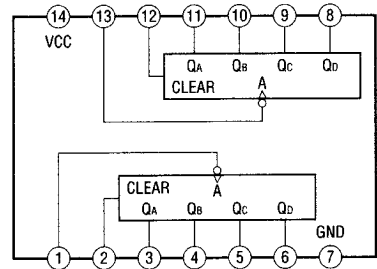 14 13 12 11 10 9 8
VCC
QA QB QC QD
CLEAR A
CLEAR A
QA QB QC QD
GND
1 2 3 4 5 6 7